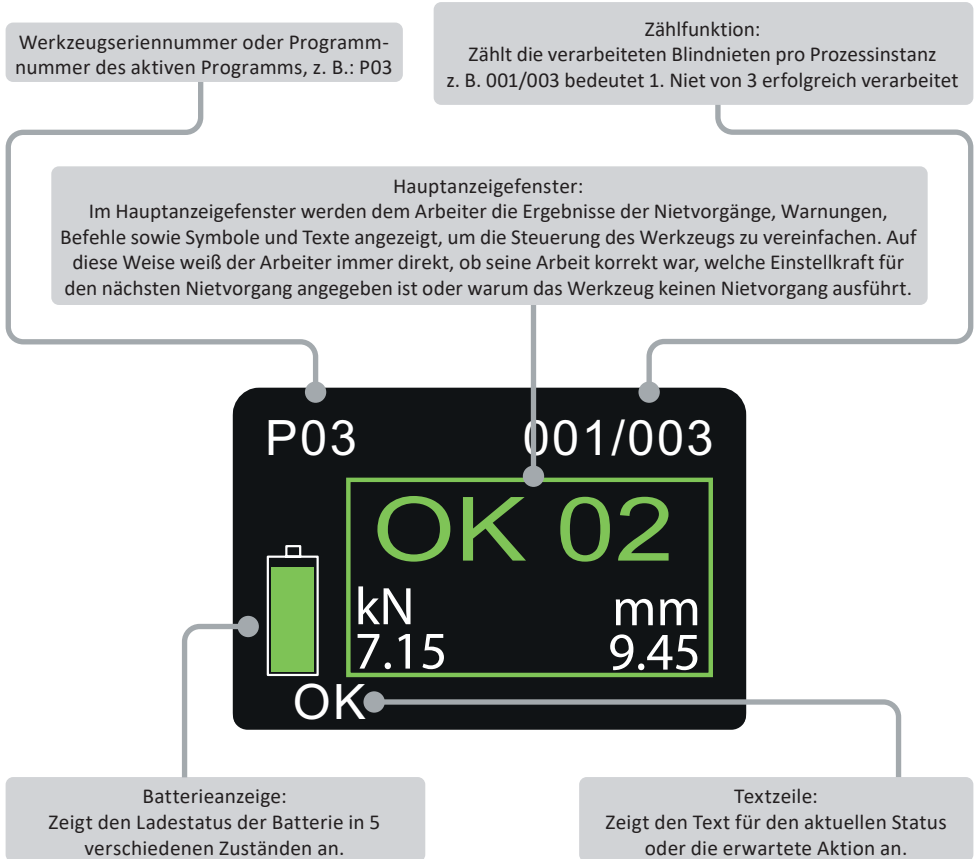 Werkzeugseriennummer oder Programm-
nummer des aktiven Programms, z. B.: P03
Zählfunktion:
Zählt die verarbeiteten Blindnieten pro Prozessinstanz
z. B. 001/003 bedeutet 1. Niet von 3 erfolgreich verarbeitet
Hauptanzeigefenster:
Im Hauptanzeigefenster werden dem Arbeiter die Ergebnisse der Nietvorgänge, Warnungen,
Befehle sowie Symbole und Texte angezeigt, um die Steuerung des Werkzeugs zu vereinfachen. Auf
diese Weise weiß der Arbeiter immer direkt, ob seine Arbeit korrekt war, welche Einstellkraft für
den nächsten Nietvorgang angegeben ist oder warum das Werkzeug keinen Nietvorgang ausführt.
P03 001/003
OK 02
kN mm
7.15 9.45
OK
Batterieanzeige:
Zeigt den Ladestatus der Batterie in 5
verschiedenen Zuständen an.
Textzeile:
Zeigt den Text für den aktuellen Status
oder die erwartete Aktion an.